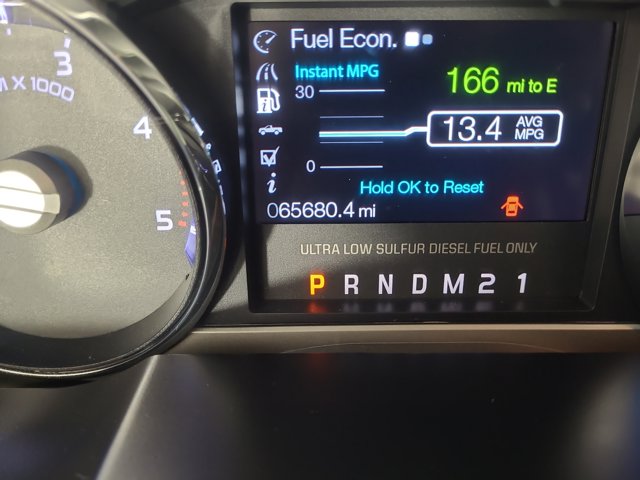 3
M X 1000
4
5
Fuel Econ.
Instant MPG
30
0
166 mi to E
13.4 AVG MPG
Hold OK to Reset
065680.4 mi
ULTRA LOW SULFUR DIESEL FUEL ONLY
P R N D M 2 1